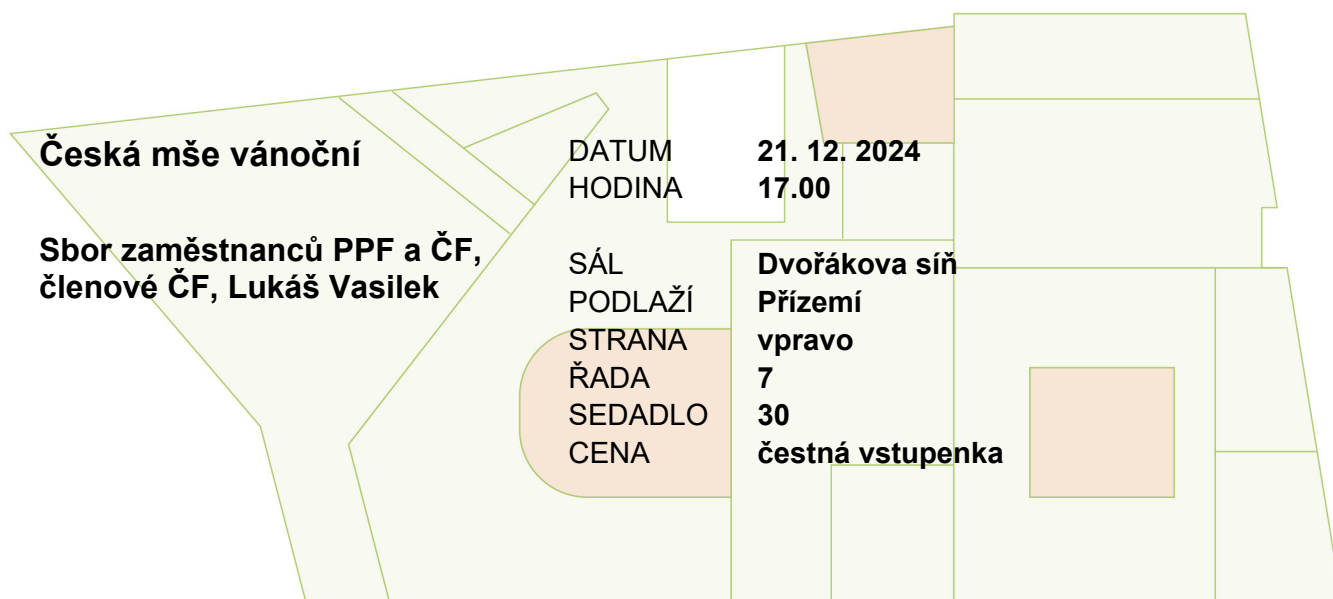 Česká mše vánoční
Sbor zaměstnanců PPF a ČF,
členové ČF, Lukáš Vasilek
DATUM 21. 12. 2024
HODINA 17.00
SÁL Dvořákova síň
PODLAŽÍ Přízemí
STRANA vpravo
ŘADA 7
SEDADLO 30
CENA čestná vstupenka